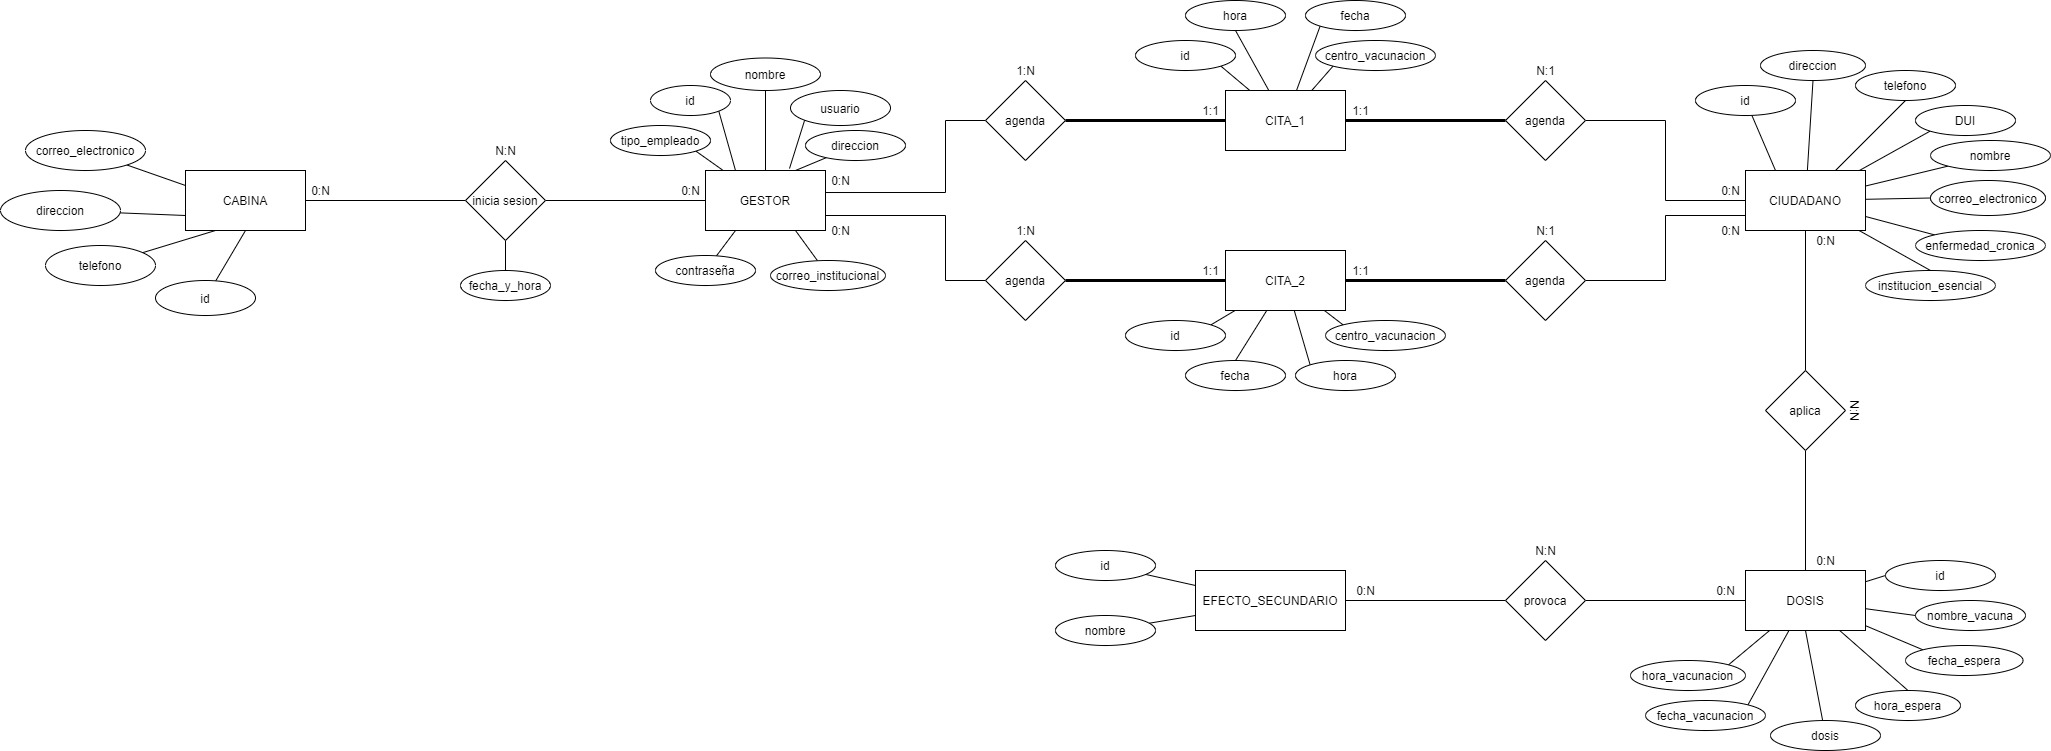 hora
fecha
id
centro_vacunacion
1:N
1:1
CITA_1
1:1
N:1
agenda
agenda
nombre
id
usuario
tipo_empleado
direccion
direccion
telefono
id
DUI
nombre
correo_electronico
enfermedad_cronica
institucion_esencial
correo_electronico
direccion
telefono
id
CABINA
0:N
N:N
inicia sesion
fecha_y_hora
0:N
GESTOR
0:N
0:N
contraseña
correo_institucional
1:N
agenda
1:1
CITA_2
1:1
N:1
agenda
0:N
0:N
CIUDADANO
0:N
id
centro_vacunacion
fecha
hora
aplica
N:N
id
nombre
EFECTO_SECUNDARIO
0:N
N:N
provoca
0:N
0:N
DOSIS
id
nombre_vacuna
fecha_espera
hora_vacunacion
hora_espera
fecha_vacunacion
dosis